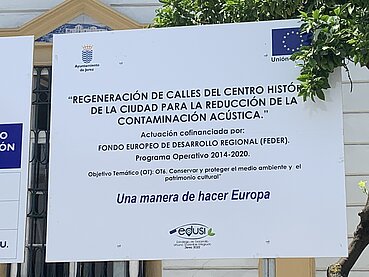 Ayuntamiento
de Jerez
Unión
"REGENERACIÓN DE CALLES DEL CENTRO HISTÓ
DE LA CIUDAD PARA LA REDUCCIÓN DE LA
CONTAMINACIÓN ACÚSTICA."
Actuación cofinanciada por:
FONDO EUROPEO DE DESARROLLO REGIONAL (FEDER).
Programa Operativo 2014-2020.
Objetivo Temático (OT): OT6. Conservar y proteger el medio ambiente y el
patrimonio cultural"
Una manera de hacer Europa
edusi
O
IÓN
U.